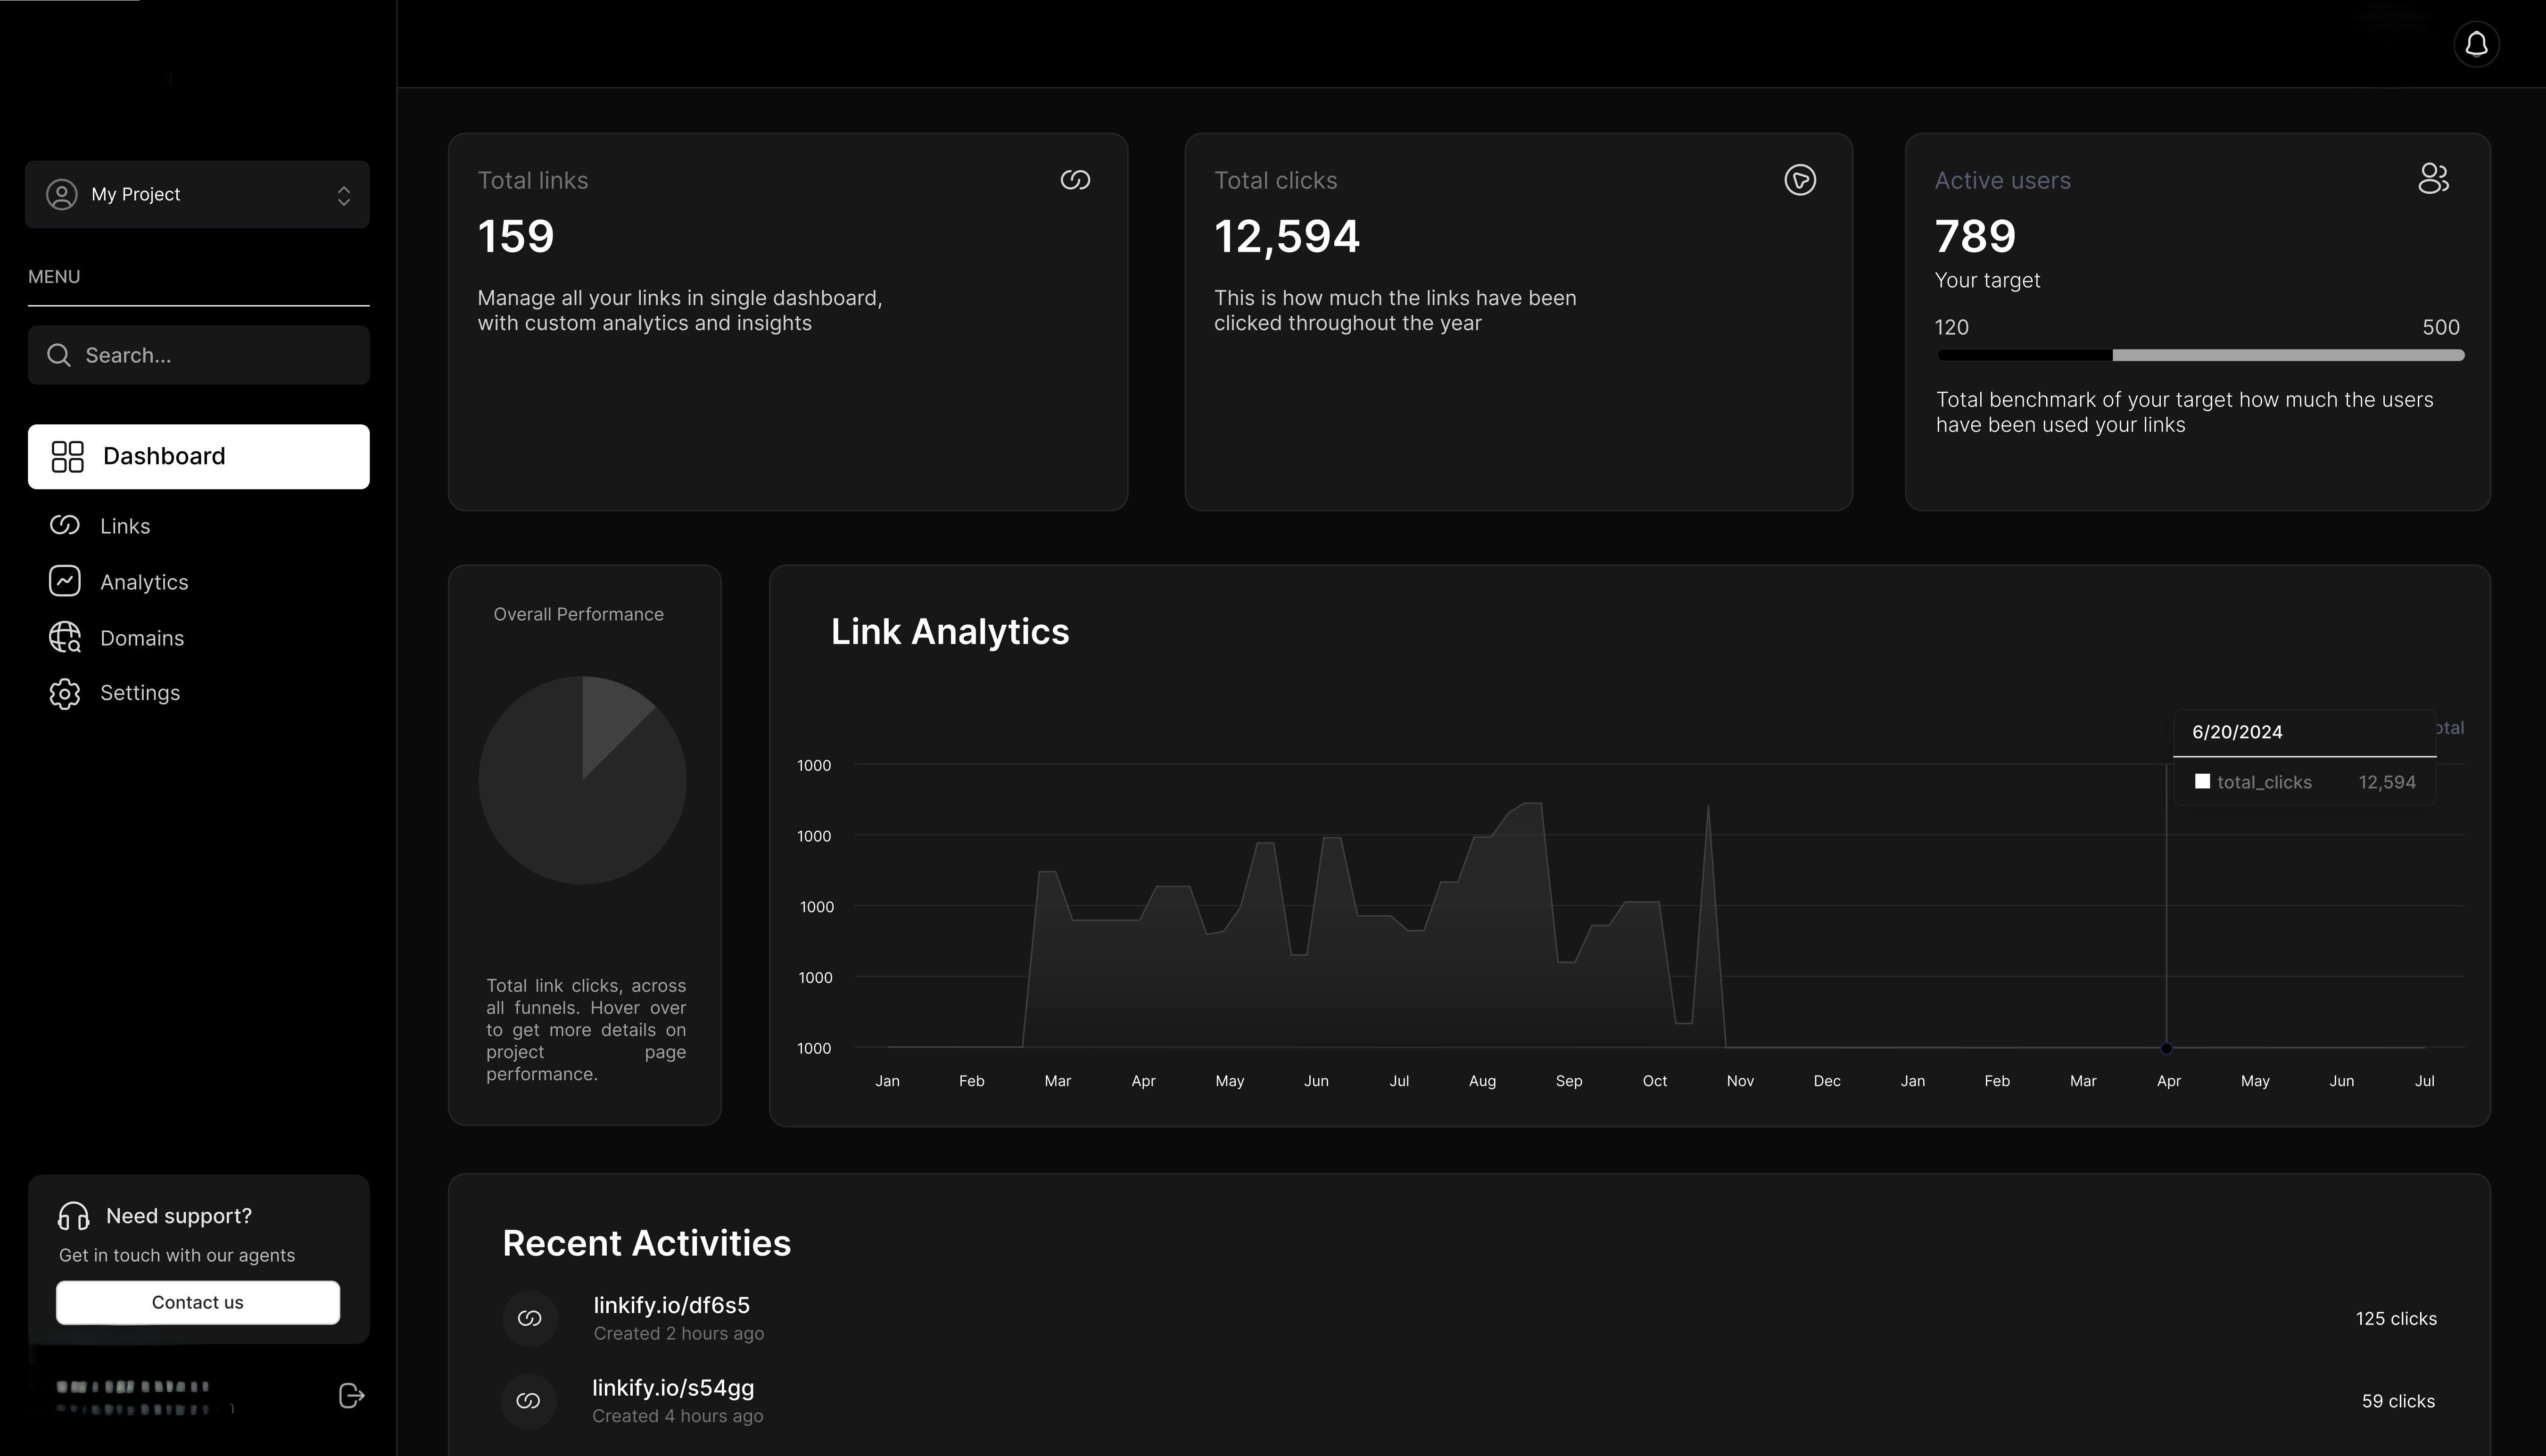 My Project
MENU
Search...
Dashboard
Links
Analytics
Domains
Settings
Need support?
Get in touch with our agents
Contact us
Total links
159
Manage all your links in single dashboard,
with custom analytics and insights
Total clicks
12,594
This is how much the links have been
clicked throughout the year
Active users
789
Your target
120 500
Total benchmark of your target how much the users
have been used your links
Overall Performance
Total link clicks, across
all funnels. Hover over
to get more details on
project page
performance.
Link Analytics
otal
6/20/2024
total_clicks 12,594
1000
1000
1000
1000
1000
Jan Feb Mar Apr May Jun Jul Aug Sep Oct Nov Dec Jan Feb Mar Apr May Jun Jul
Recent Activities
linkify.io/df6s5
Created 2 hours ago
125 clicks
linkify.io/s54gg
Created 4 hours ago
59 clicks